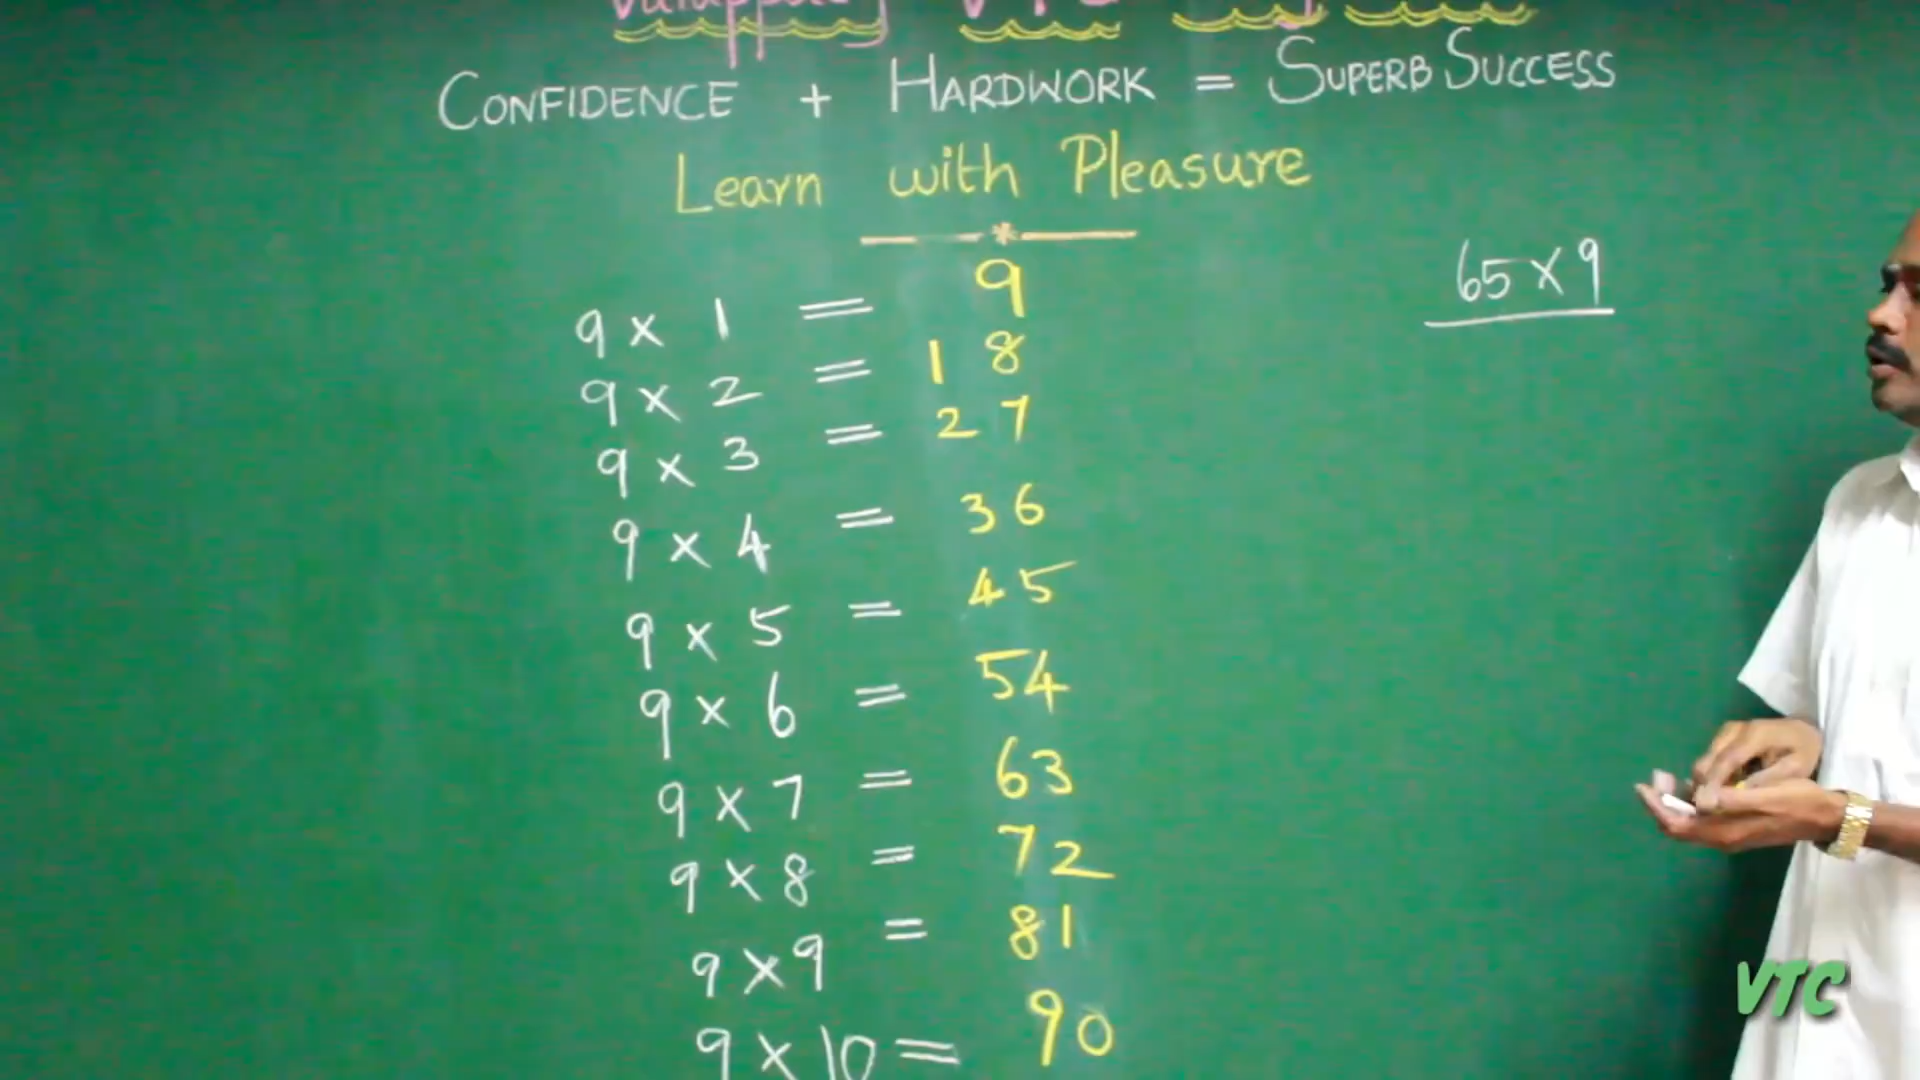 CONFIDENCE + HARDWORK = SUPERB SUCCESS
Learn with Pleasure
65 x 9
9 x 1 = 9
9 x 2 = 18
9 x 3 = 27
9 x 4 = 36
9 x 5 = 45
9 x 6 = 54
9 x 7 = 63
9 x 8 = 72
9 x 9 = 81
9 x 10 = 90
VTC